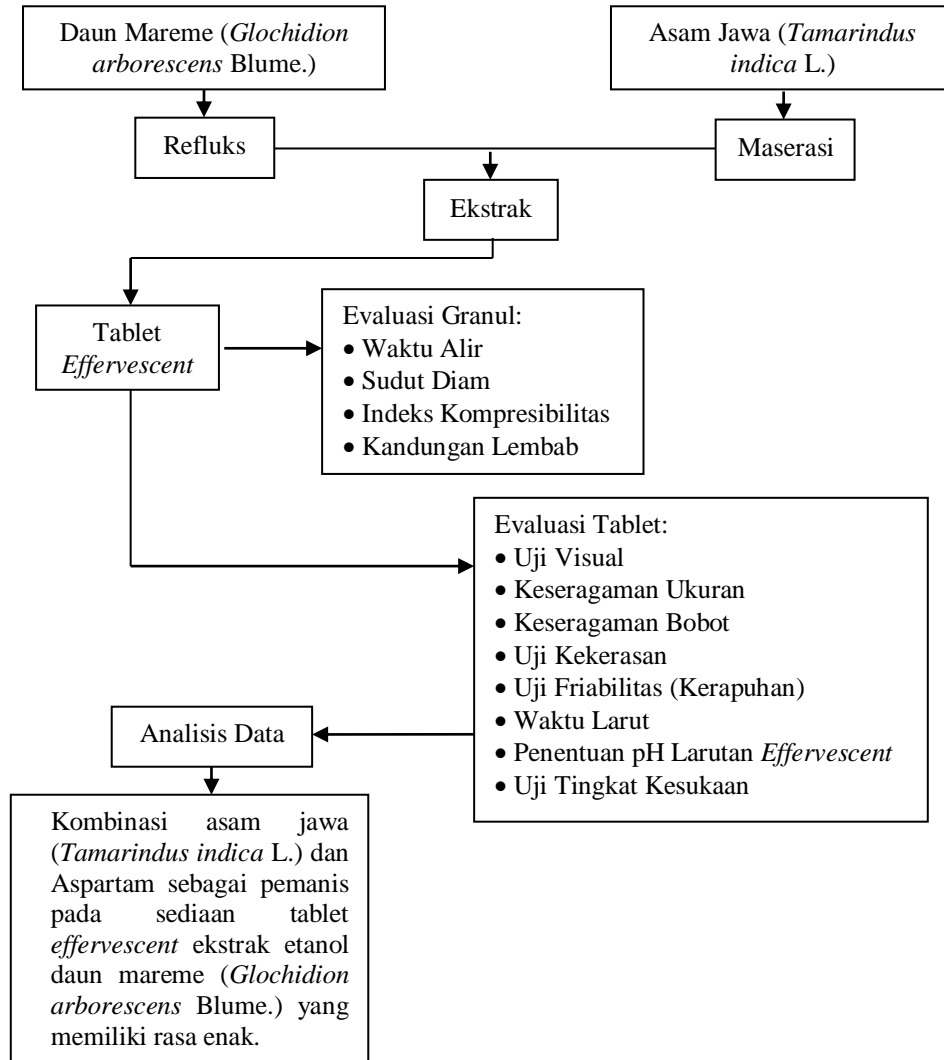 Daun Mareme (Glochidion
arborescens Blume.)
Asam Jawa (Tamarindus
indica L.)
Refluks
Maserasi
Ekstrak
Tablet
Effervescent
Evaluasi Granul:
• Waktu Alir
• Sudut Diam
• Indeks Kompresibilitas
• Kandungan Lembab
Evaluasi Tablet:
• Uji Visual
• Keseragaman Ukuran
• Keseragaman Bobot
• Uji Kekerasan
• Uji Friabilitas (Kerapuhan)
• Waktu Larut
• Penentuan pH Larutan Effervescent
• Uji Tingkat Kesukaan
Analisis Data
Kombinasi asam jawa
(Tamarindus indica L.) dan
Aspartam sebagai pemanis
pada sediaan tablet
effervescent ekstrak etanol
daun mareme (Glochidion
arborescens Blume.) yang
memiliki rasa enak.